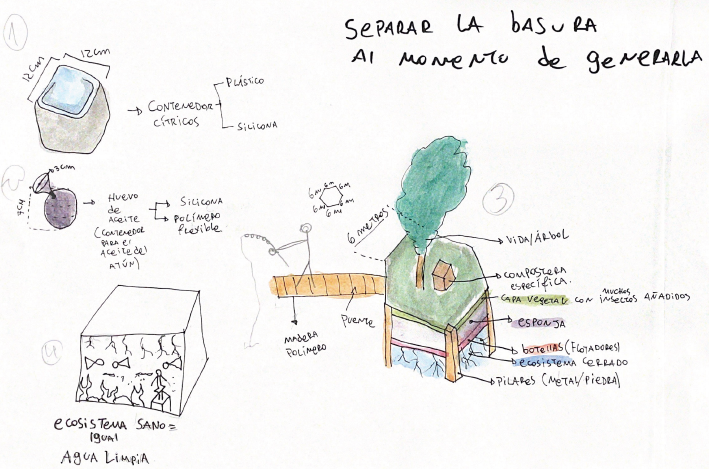 SEPARAR LA BASURA
Al MOMENTO de geNERARLA
1
12cm
12cm
CONTENEDOR
CÍTRICOS
PLÁSTICO
SILICONA
2
3cm
7cm
HUEVO
DE
ACEITE
(CONTENEDOR
PARA EL
ACEITE DEL
ATÚN)
SILICONA
POLÍMERO
flexible
3
6m
6m
6m
6m
6m
6m
6 METROS
VIDA/ÁRBOL
COMPOSTERA
ESPECÍFICA.
CAPA VEGETAL CON MUCHOS INSECTOS AÑADIDOS
ESPONJA
botellas (FLOTADORES)
ECOSISTEMA CERRADO
PILARES (METAL/PIEDRA)
PUENTE
MADERA
POLÍMERO
4
ECOSISTEMA SANO =
IGUAL
AGUA LIMPIA